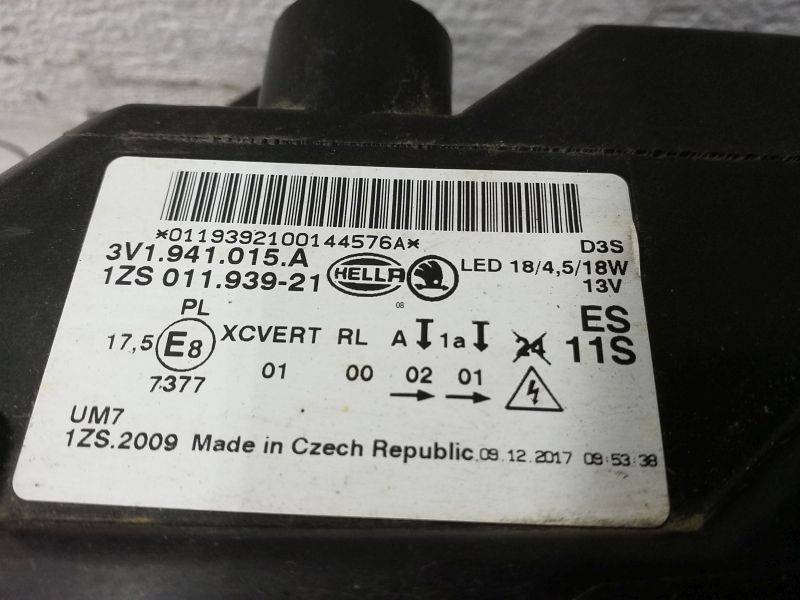 *0119392100144576A*
3V1.941.015.A
1ZS 011.939-21
HELLA
08
D3S
LED 18/4,5/18W
13V
PL
17,5 E8 XCVERT RL A 1a 24
ES
11S
7377 01 00 02 01
UM7
1ZS.2009 Made in Czech Republic 09.12.2017 09:53:38